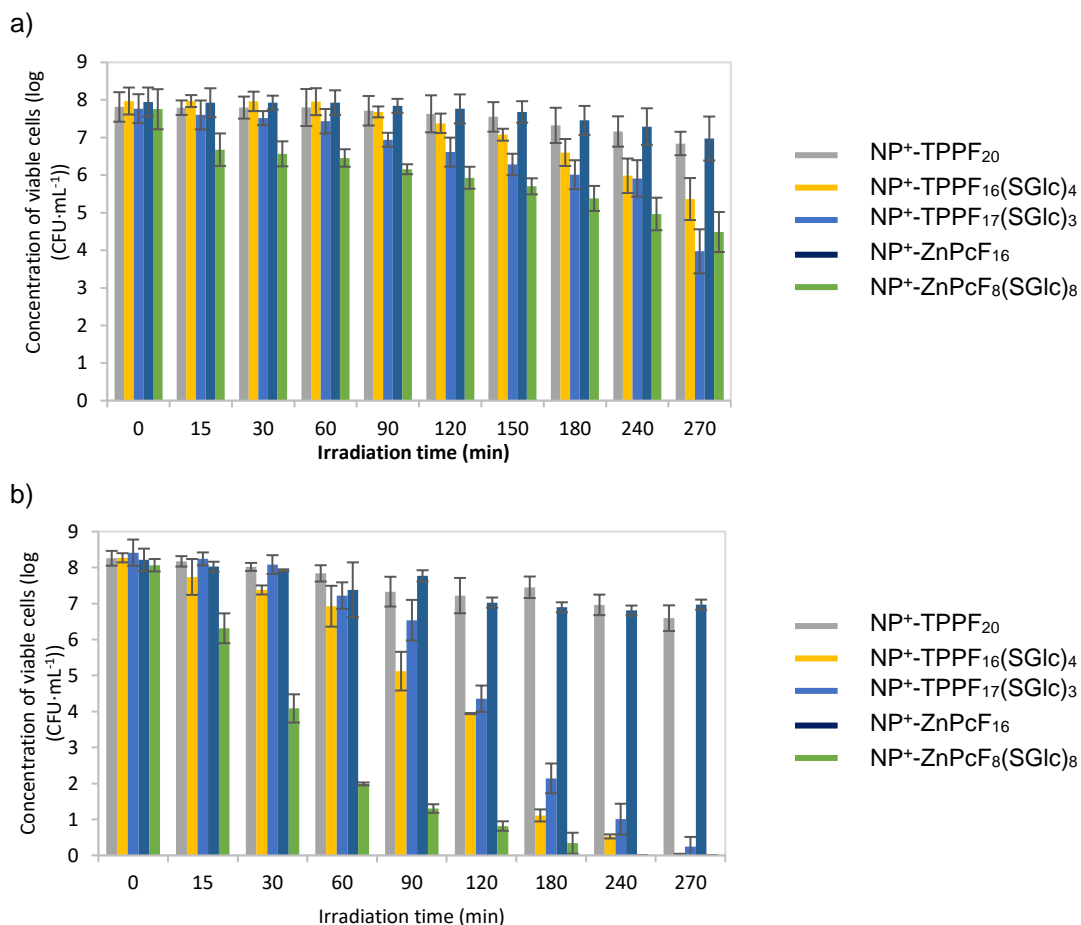 a)
Concentration of viable cells (log
(CFU·mL⁻¹))
9
8
7
6
5
4
3
2
1
0
0 15 30 60 90 120 150 180 240 270
Irradiation time (min)
NP⁺-TPPF₂₀
NP⁺-TPPF₁₆(SGlc)₄
NP⁺-TPPF₁₇(SGlc)₃
NP⁺-ZnPcF₁₆
NP⁺-ZnPcF₈(SGlc)₈
b)
Concentration of viable cells (log
(CFU·mL⁻¹))
9
8
7
6
5
4
3
2
1
0
0 15 30 60 90 120 180 240 270
Irradiation time (min)
NP⁺-TPPF₂₀
NP⁺-TPPF₁₆(SGlc)₄
NP⁺-TPPF₁₇(SGlc)₃
NP⁺-ZnPcF₁₆
NP⁺-ZnPcF₈(SGlc)₈